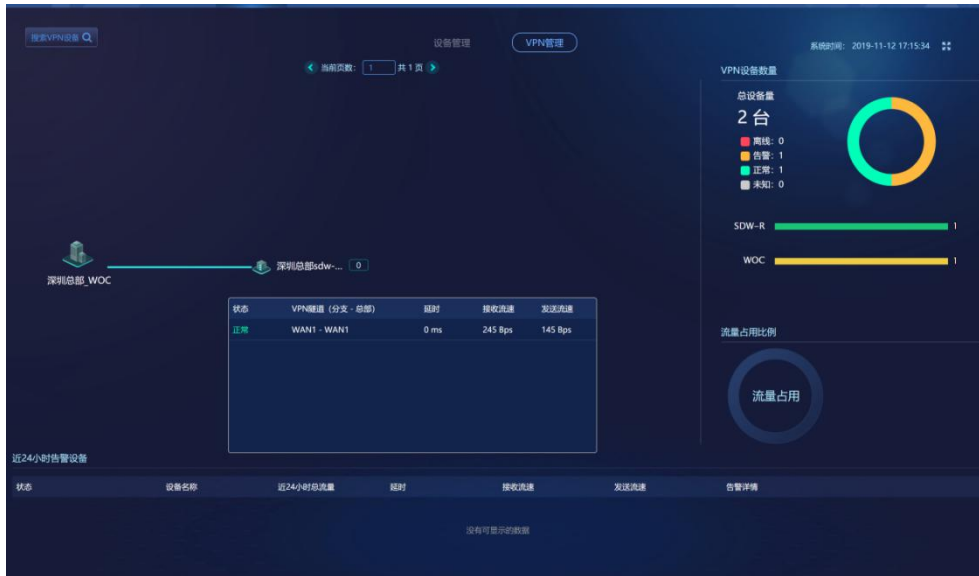 搜索VPN设备
设备管理
VPN管理
系统时间: 2019-11-12 17:15:34
当前页数: 1 共 1 页
VPN设备数量
总设备量
2 台
离线: 0
告警: 1
正常: 1
未知: 0
SDW-R 1
WOC 1
深圳总部_WOC
深圳总部sdw-... 0
状态 VPN隧道（分支 - 总部） 延时 接收流速 发送流速
正常 WAN1 - WAN1 0 ms 245 Bps 145 Bps
流量占用比例
流量占用
近24小时告警设备
状态 设备名称 近24小时总流量 延时 接收流速 发送流速 告警详情
没有可显示的数据